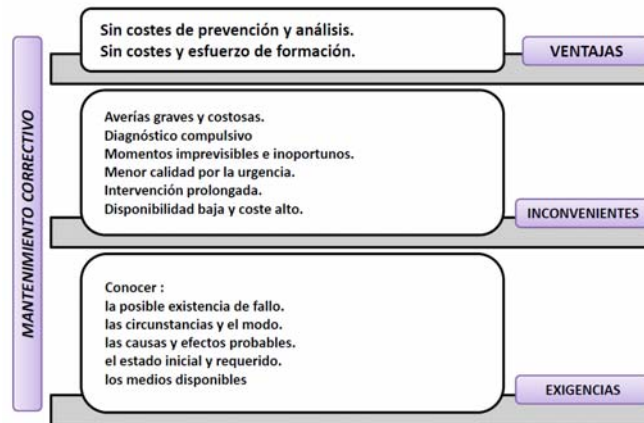 MANTENIMIENTO CORRECTIVO
Sin costes de prevención y análisis.
Sin costes y esfuerzo de formación.
VENTAJAS
Averías graves y costosas.
Diagnóstico compulsivo
Momentos imprevisibles e inoportunos.
Menor calidad por la urgencia.
Intervención prolongada.
Disponibilidad baja y coste alto.
INCONVENIENTES
Conocer :
la posible existencia de fallo.
las circunstancias y el modo.
las causas y efectos probables.
el estado inicial y requerido.
los medios disponibles
EXIGENCIAS